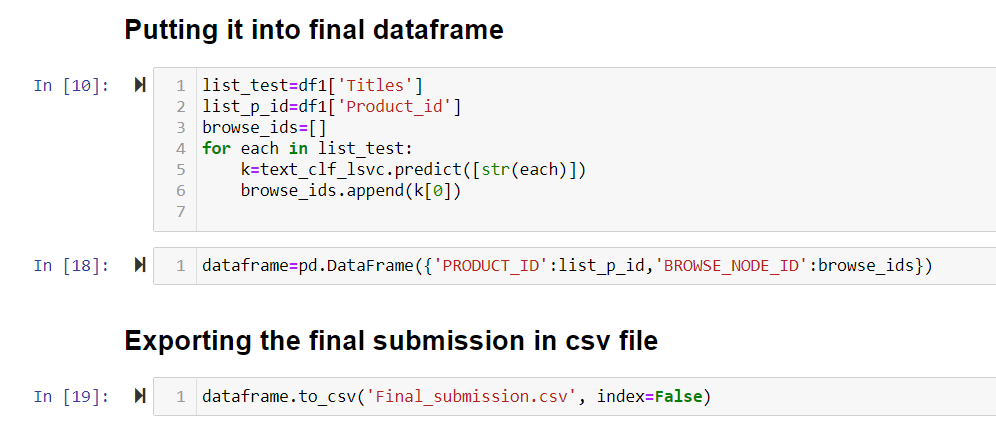 Putting it into final dataframe
In [10]:
1 list_test=df1['Titles']
2 list_p_id=df1['Product_id']
3 browse_ids=[]
4 for each in list_test:
5     k=text_clf_lsvc.predict([str(each)])
6     browse_ids.append(k[0])
7
In [18]:
1 dataframe=pd.DataFrame({'PRODUCT_ID':list_p_id,'BROWSE_NODE_ID':browse_ids})
Exporting the final submission in csv file
In [19]:
1 dataframe.to_csv('Final_submission.csv', index=False)